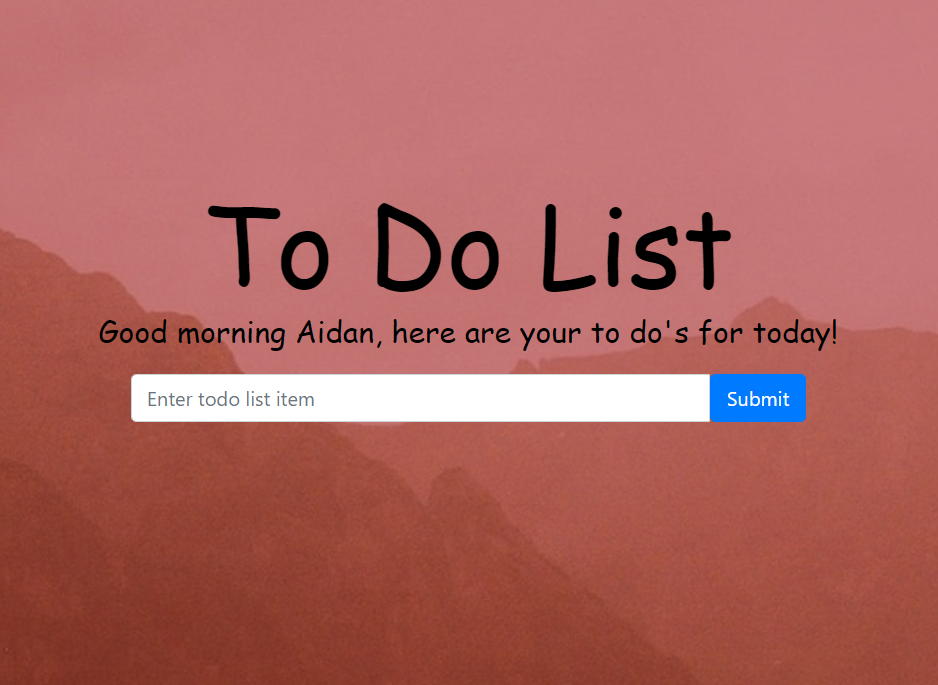 To Do List
Good morning Aidan, here are your to do's for today!
Enter todo list item
Submit